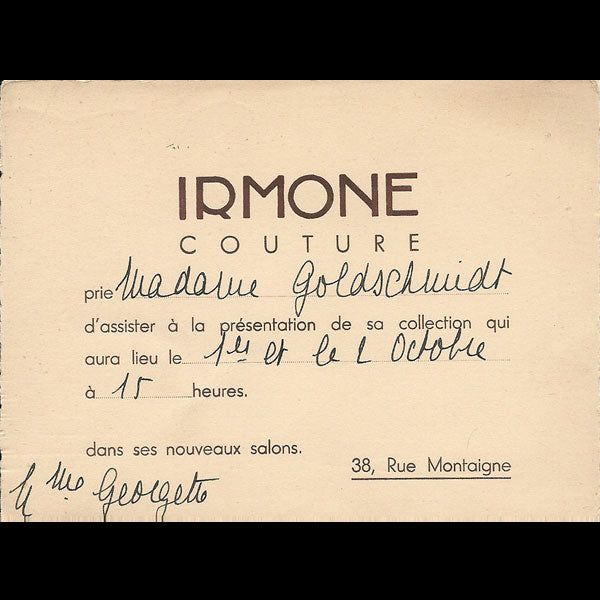 IRMONE
COUTURE
prie Madame Goldschmidt
d'assister à la présentation de sa collection qui
aura lieu le 1er et le 2 Octobre
à 15 heures.
dans ses nouveaux salons.
38, Rue Montaigne
Mme Georgette